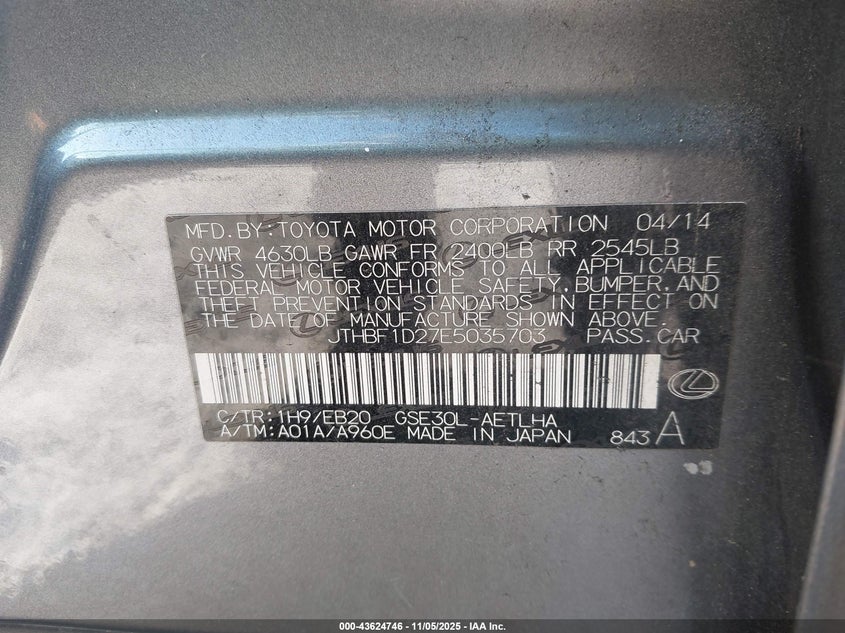 MFD.BY:TOYOTA MOTOR CORPORATION 04/14
GVWR 4630LB GAWR FR 2400LB RR 2545LB
THIS VEHICLE CONFORMS TO ALL APPLICABLE
FEDERAL MOTOR VEHICLE SAFETY,BUMPER,AND
THEFT PREVENTION STANDARDS IN EFFECT ON
THE DATE OF MANUFACTURE SHOWN ABOVE.
JTHBF1D27E5035703 PASS.CAR
C/TR:1H9/EB20 GSE30L-AETLHA
A/TM:A01A/A960E MADE IN JAPAN 843 A
000-43624746 - 11/05/2025 - IAA Inc.